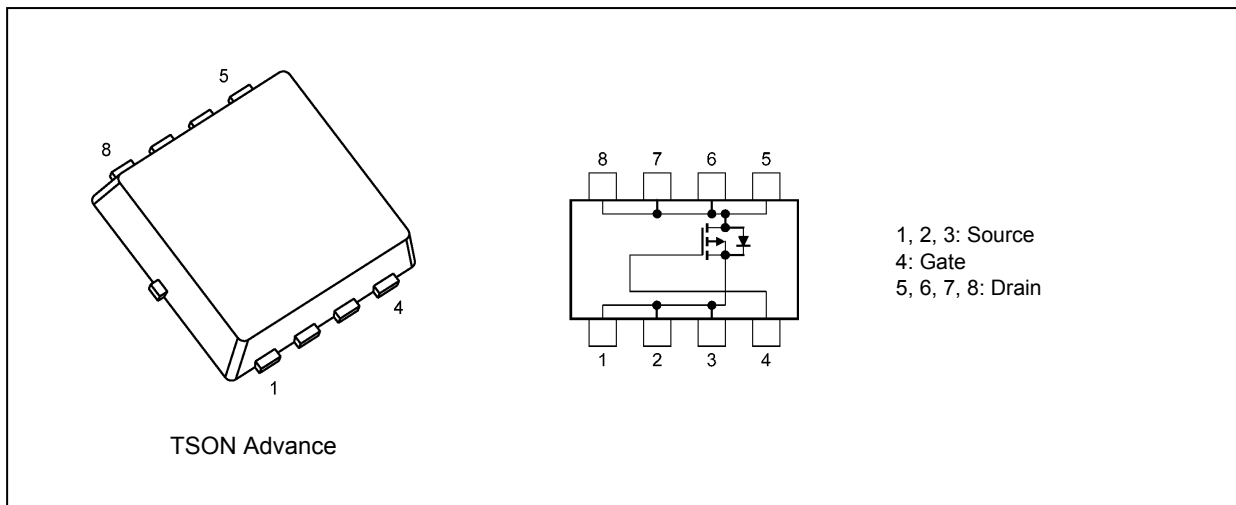 5
8
4
1
TSON Advance
8 7 6 5
1 2 3 4
1, 2, 3: Source
4: Gate
5, 6, 7, 8: Drain